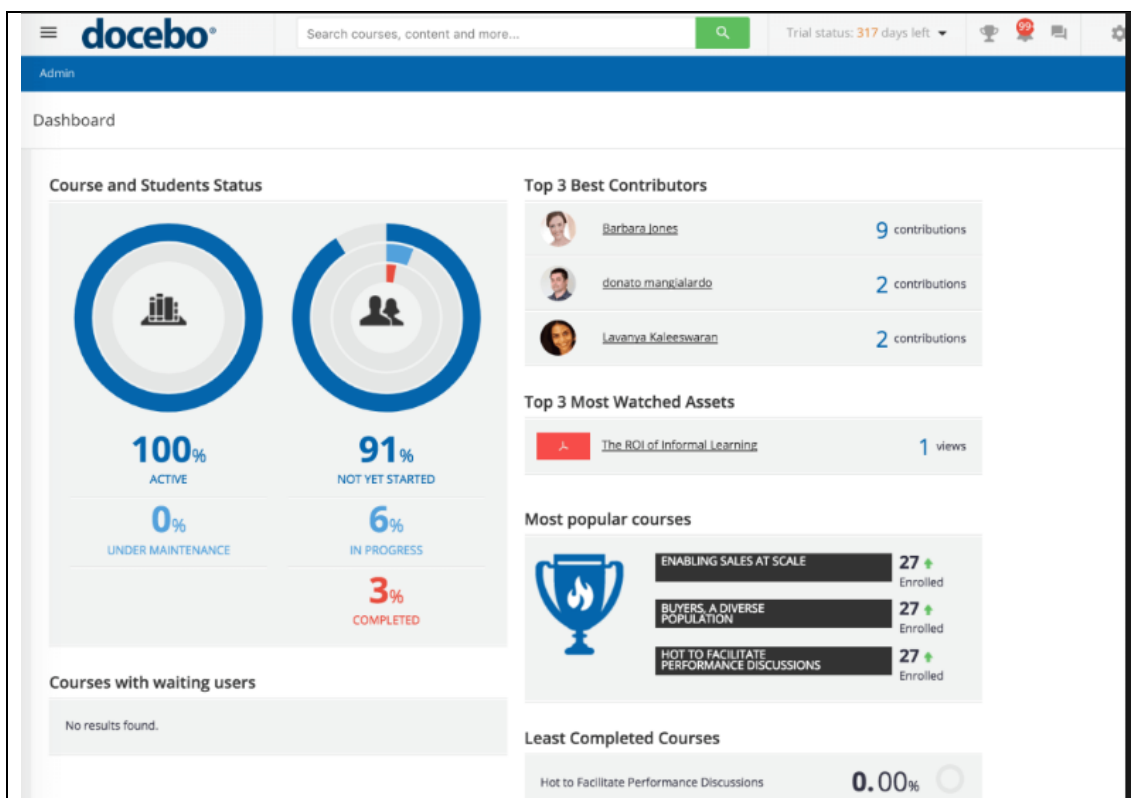 docebo®
Search courses, content and more...
Trial status: 317 days left
99
Admin
Dashboard
Course and Students Status
100%
ACTIVE
0%
UNDER MAINTENANCE
91%
NOT YET STARTED
6%
IN PROGRESS
3%
COMPLETED
Courses with waiting users
No results found.
Top 3 Best Contributors
Barbara Jones
9 contributions
donato mangialardo
2 contributions
Lavanya Kaleeswaran
2 contributions
Top 3 Most Watched Assets
The ROI of Informal Learning
1 views
Most popular courses
ENABLING SALES AT SCALE
27
Enrolled
BUYERS, A DIVERSE
POPULATION
27
Enrolled
HOT TO FACILITATE
PERFORMANCE DISCUSSIONS
27
Enrolled
Least Completed Courses
Hot to Facilitate Performance Discussions
0.00%